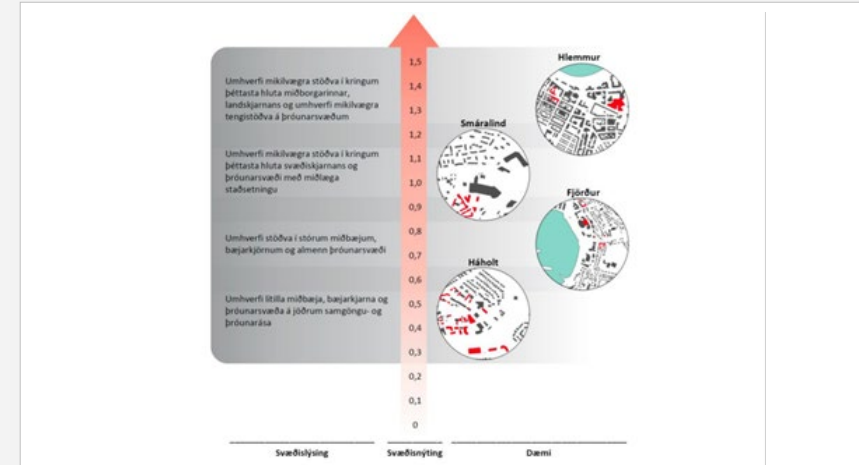 1,5
1,4
1,3
1,2
1,1
1,0
0,9
0,8
0,7
0,6
0,5
0,4
0,3
0,2
0,1
0
Umhverfi mikilvægra stöðva í kringum
þéttasta hluta miðborgarinnar,
landskjarnans og umhverfi mikilvægra
tengistöðva á þróunarsvæðum
Umhverfi mikilvægra stöðva í kringum
þéttasta hluta svæðiskjarnans og
þróunarsvæði með miðlæga
staðsetningu
Umhverfi stöðva í stórum miðbæjum,
bæjarkjörnum og almenn þróunarsvæði
Umhverfi lítilla miðbæja, bæjarkjarna og
þróunarsvæða á jöðrum samgöngu- og
þróunarása
Hlemmur
Smáralind
Fjörður
Háholt
Svæðislýsing
Svæðisnýting
Dæmi